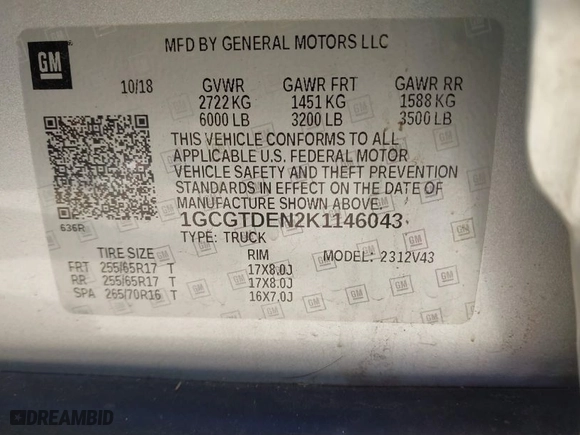 GM
MFD BY GENERAL MOTORS LLC
10/18 GVWR GAWR FRT GAWR RR
2722 KG 1451 KG 1588 KG
6000 LB 3200 LB 3500 LB
THIS VEHICLE CONFORMS TO ALL
APPLICABLE U.S. FEDERAL MOTOR
VEHICLE SAFETY AND THEFT PREVENTION
STANDARDS IN EFFECT ON THE DATE OF
MANUFACTURE SHOWN ABOVE.
636R
1GCGTDEN2K1146043
TYPE: TRUCK MODEL: 2312V43
TIRE SIZE RIM
FRT 255/65R17 T 17X8.0J
RR 255/65R17 T 17X8.0J
SPA 265/70R16 T 16X7.0J
DREAMBID